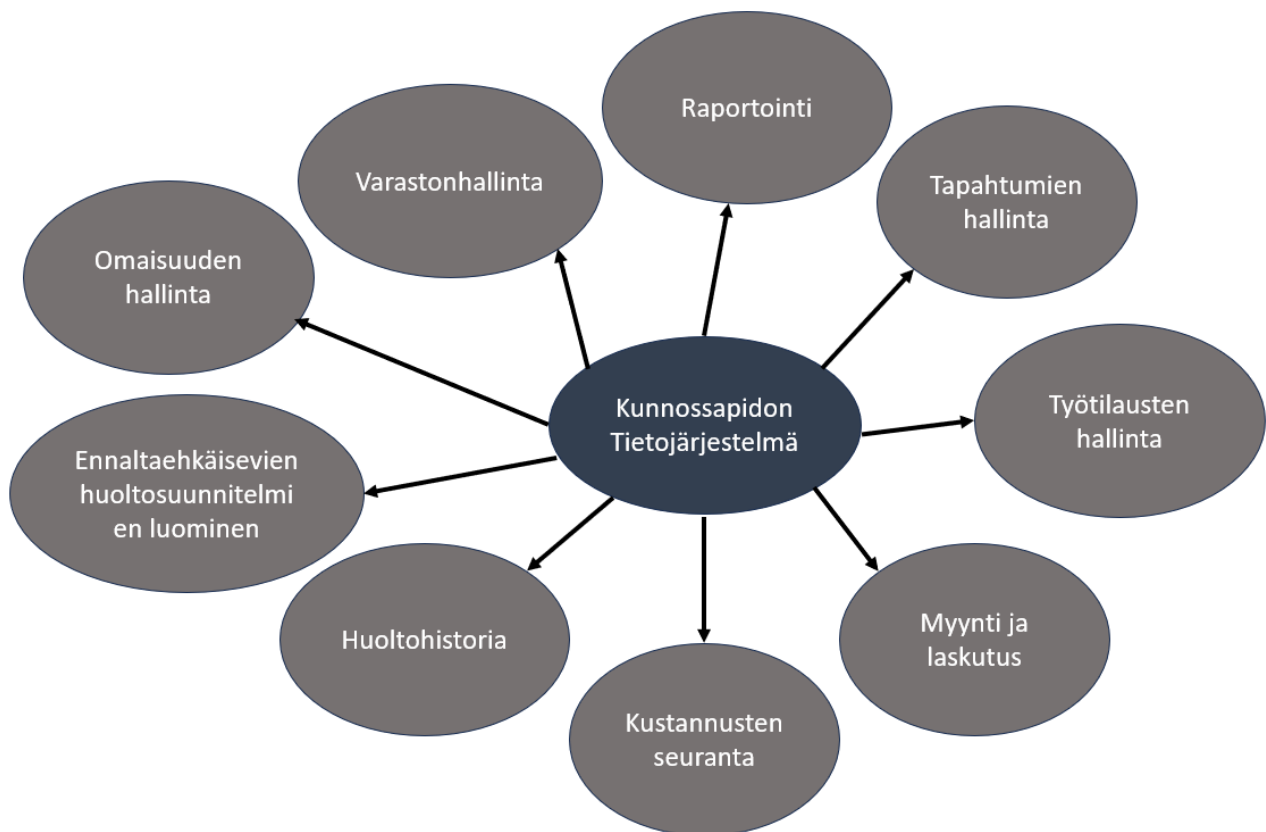 Raportointi
Varastonhallinta
Tapahtumien
hallinta
Omaisuuden
hallinta
Kunnossapidon
Tietojärjestelmä
Työtilausten
hallinta
Ennaltaehkäisevien
huoltosuunnitelmi
en luominen
Huoltohistoria
Myynti ja
laskutus
Kustannusten
seuranta